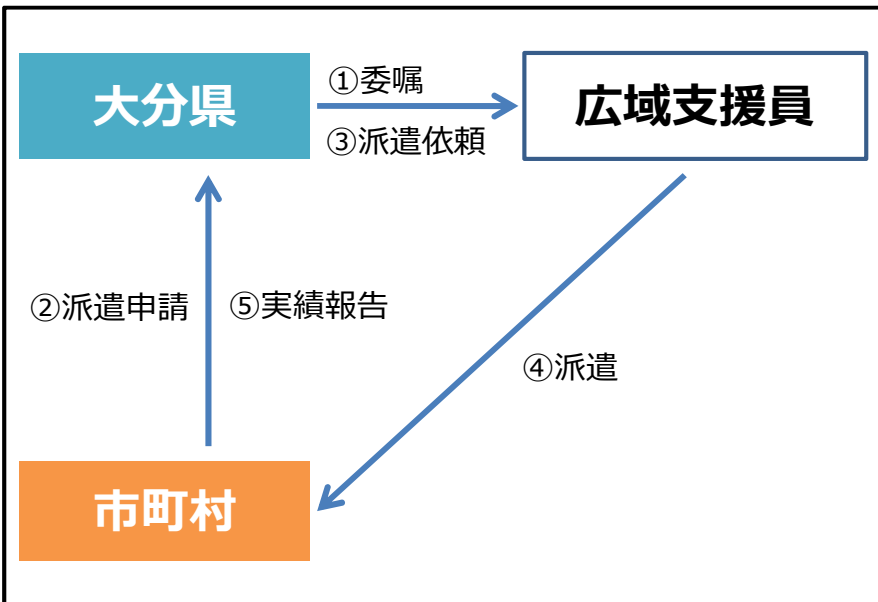 大分県
①委嘱
③派遣依頼
広域支援員
②派遣申請
⑤実績報告
④派遣
市町村